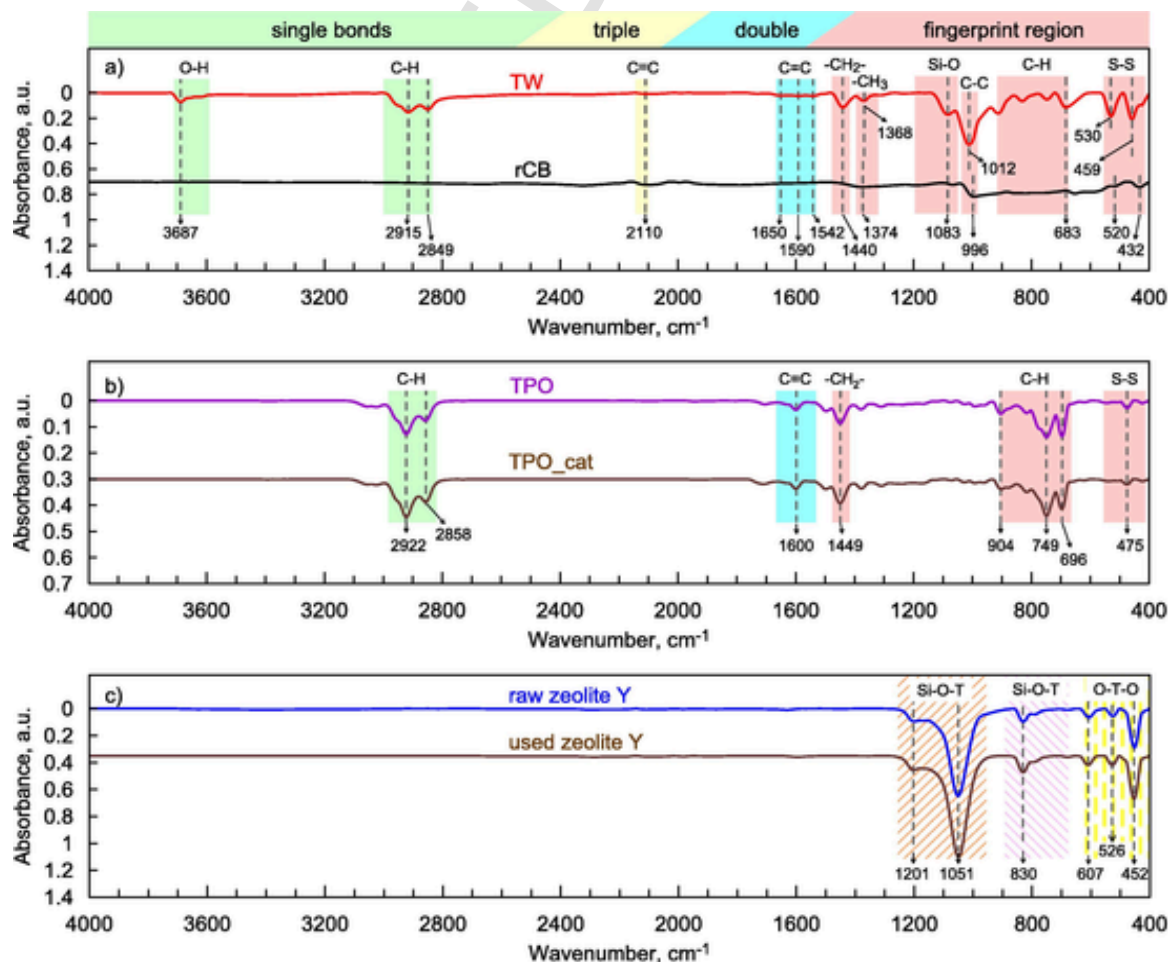 single bonds triple double fingerprint region
a) O-H C-H C≡C C=C -CH₂- -CH₃ Si-O C-C C-H S-S
TW
Absorbance, a.u.
0
0.2
0.4
0.6
0.8
1
1.2
1.4
1368 1012 530 459
rCB
3687 2915 2849 2110 1650 1590 1542 1440 1374 1083 996 683 520 432
4000 3600 3200 2800 2400 2000 1600 1200 800 400
Wavenumber, cm⁻¹
b) C-H C=C -CH₂- C-H S-S
TPO
Absorbance, a.u.
0
0.1
0.2
0.3
0.4
0.5
0.6
0.7
TPO_cat
2922 2858 1600 1449 904 749 696 475
4000 3600 3200 2800 2400 2000 1600 1200 800 400
Wavenumber, cm⁻¹
c) Si-O-T Si-O-T O-T-O
raw zeolite Y
Absorbance, a.u.
0
0.2
0.4
0.6
0.8
1
1.2
1.4
used zeolite Y
1201 1051 830 607 526 452
4000 3600 3200 2800 2400 2000 1600 1200 800 400
Wavenumber, cm⁻¹